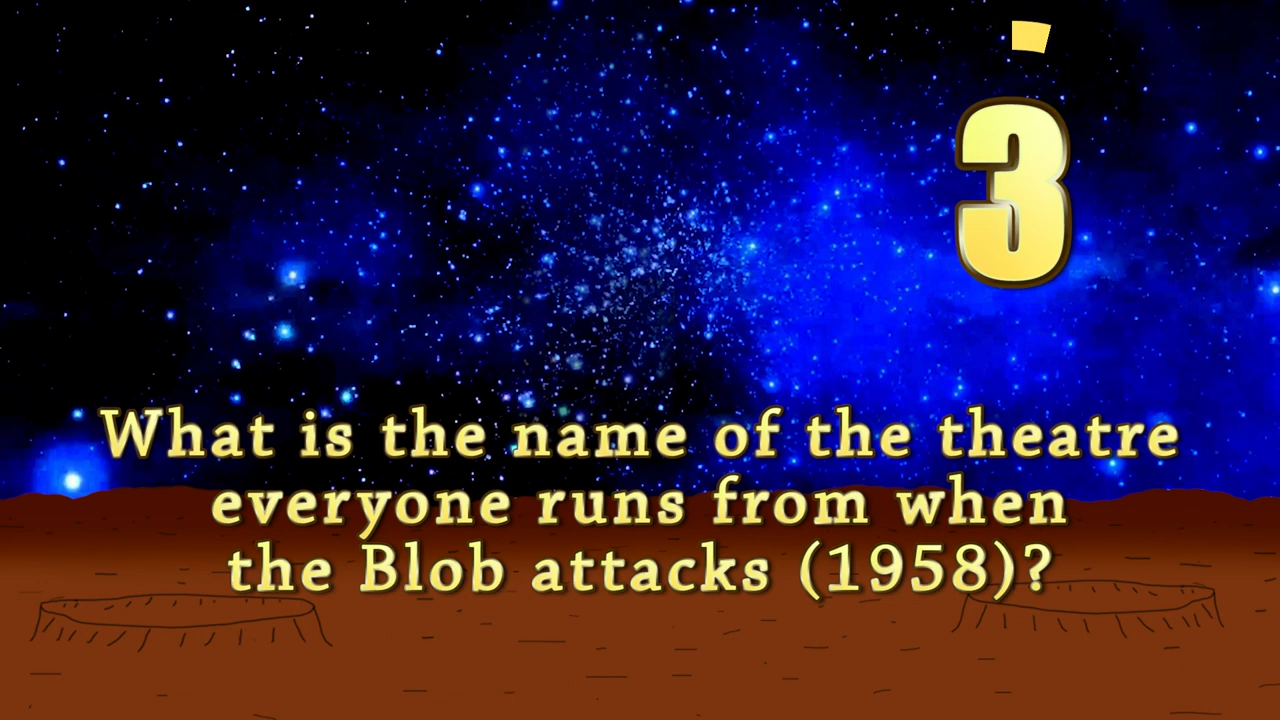 3
What is the name of the theatre
everyone runs from when
the Blob attacks (1958)?